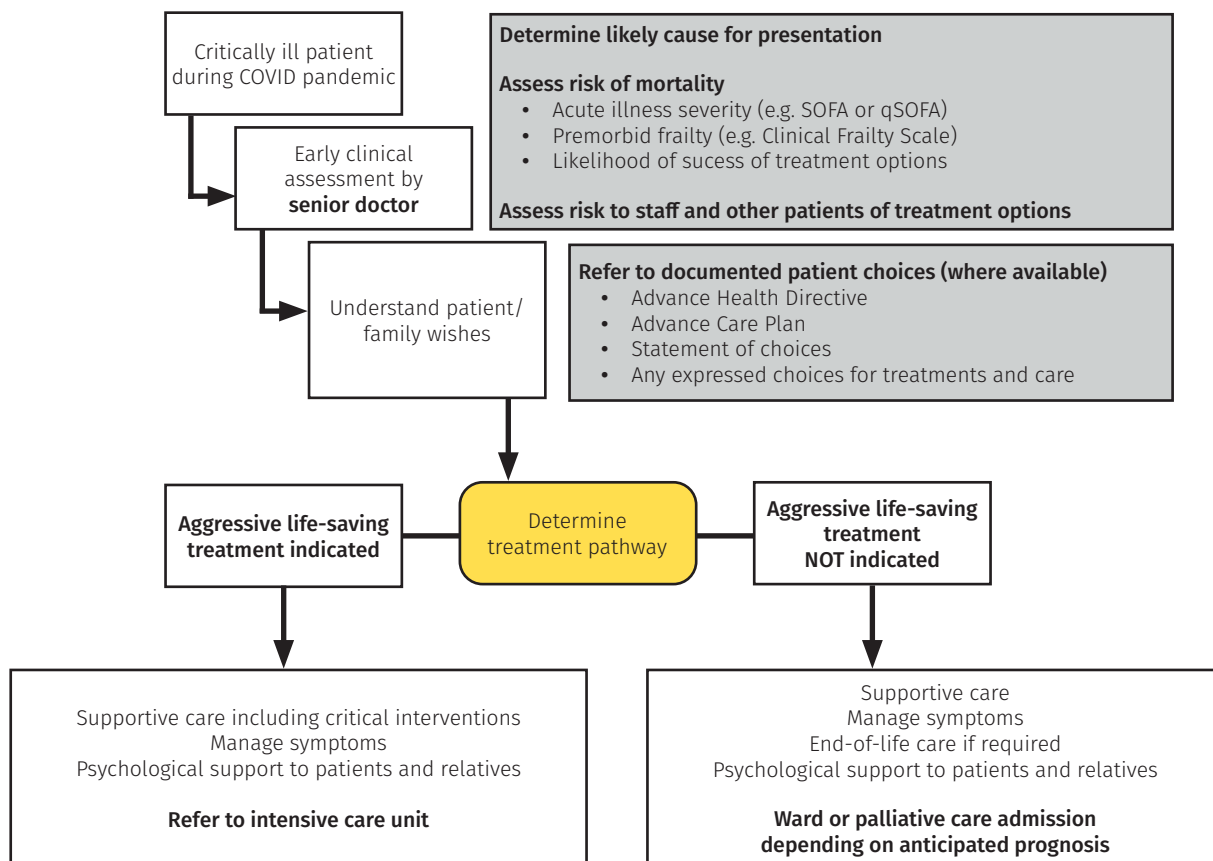 Critically ill patient
during COVID pandemic
Determine likely cause for presentation
Assess risk of mortality
• Acute illness severity (e.g. SOFA or qSOFA)
• Premorbid frailty (e.g. Clinical Frailty Scale)
• Likelihood of sucess of treatment options
Assess risk to staff and other patients of treatment options
Early clinical
assessment by
senior doctor
Understand patient/
family wishes
Refer to documented patient choices (where available)
• Advance Health Directive
• Advance Care Plan
• Statement of choices
• Any expressed choices for treatments and care
Aggressive life-saving
treatment indicated
Determine
treatment pathway
Aggressive life-saving
treatment
NOT indicated
Supportive care including critical interventions
Manage symptoms
Psychological support to patients and relatives
Refer to intensive care unit
Supportive care
Manage symptoms
End-of-life care if required
Psychological support to patients and relatives
Ward or palliative care admission
depending on anticipated prognosis